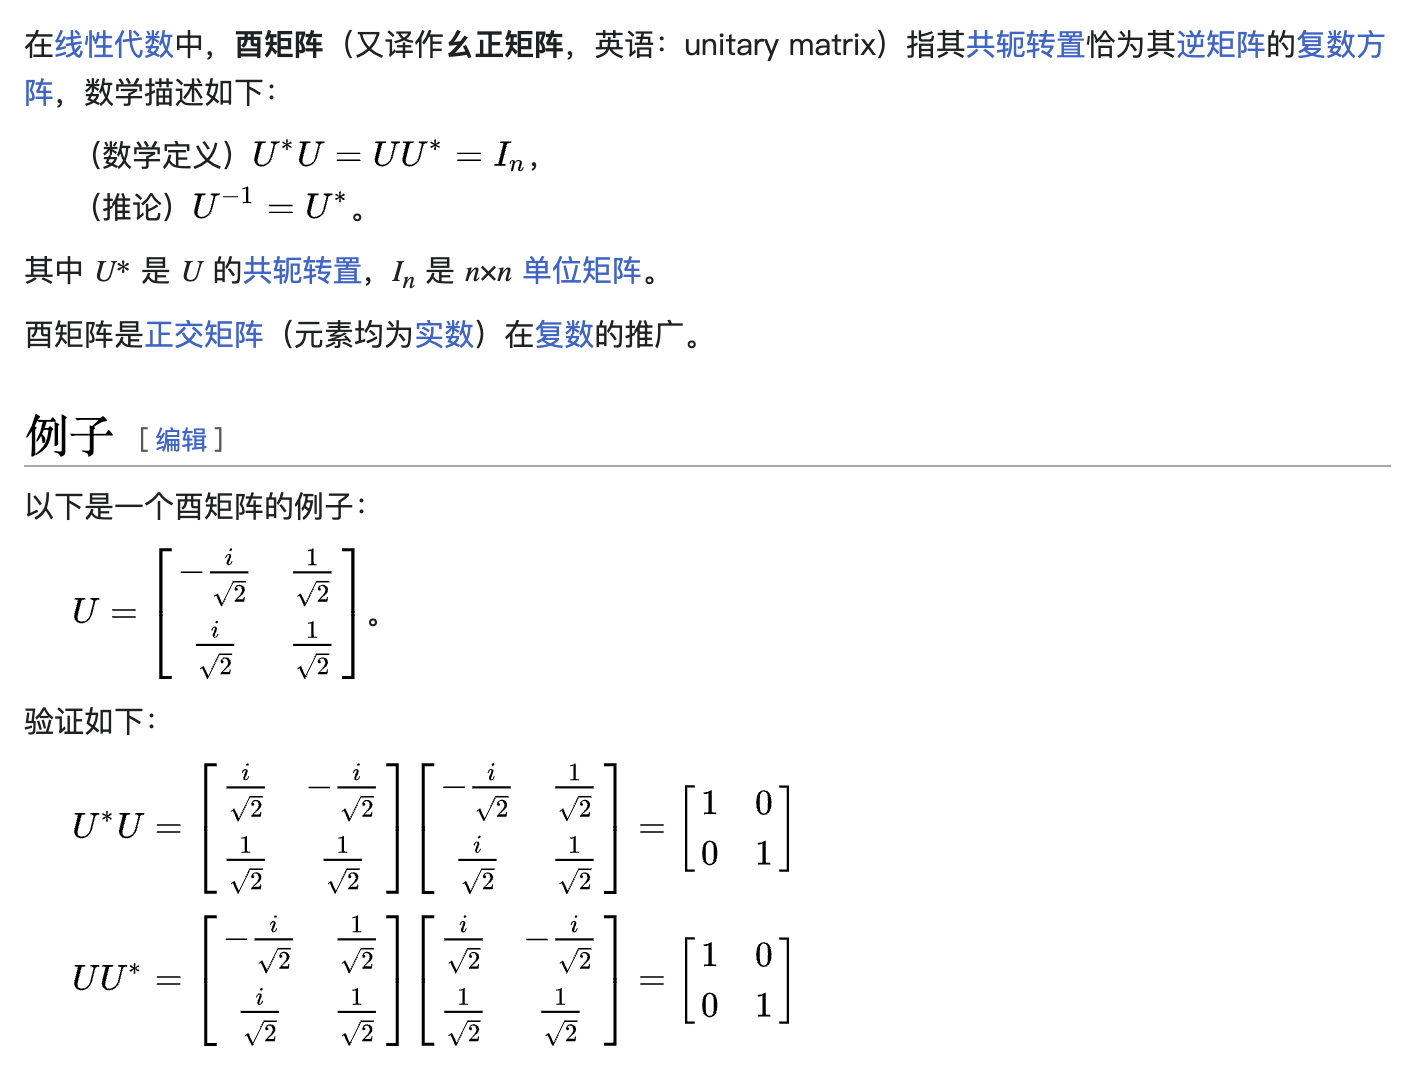 在线性代数中，酉矩阵（又译作幺正矩阵，英语：unitary matrix）指其共轭转置恰为其逆矩阵的复数方
阵，数学描述如下：
（数学定义）U^*U = UU^* = I_n，
（推论）U^{-1} = U^*。
其中 U* 是 U 的共轭转置，I_n 是 n×n 单位矩阵。
酉矩阵是正交矩阵（元素均为实数）在复数的推广。
例子 [ 编辑 ]
以下是一个酉矩阵的例子：
U = \begin{bmatrix} -\frac{i}{\sqrt{2}} & \frac{1}{\sqrt{2}} \\ \frac{i}{\sqrt{2}} & \frac{1}{\sqrt{2}} \end{bmatrix}。
验证如下：
U^*U = \begin{bmatrix} \frac{i}{\sqrt{2}} & -\frac{i}{\sqrt{2}} \\ \frac{1}{\sqrt{2}} & \frac{1}{\sqrt{2}} \end{bmatrix} \begin{bmatrix} -\frac{i}{\sqrt{2}} & \frac{1}{\sqrt{2}} \\ \frac{i}{\sqrt{2}} & \frac{1}{\sqrt{2}} \end{bmatrix} = \begin{bmatrix} 1 & 0 \\ 0 & 1 \end{bmatrix}
UU^* = \begin{bmatrix} -\frac{i}{\sqrt{2}} & \frac{1}{\sqrt{2}} \\ \frac{i}{\sqrt{2}} & \frac{1}{\sqrt{2}} \end{bmatrix} \begin{bmatrix} \frac{i}{\sqrt{2}} & -\frac{i}{\sqrt{2}} \\ \frac{1}{\sqrt{2}} & \frac{1}{\sqrt{2}} \end{bmatrix} = \begin{bmatrix} 1 & 0 \\ 0 & 1 \end{bmatrix}